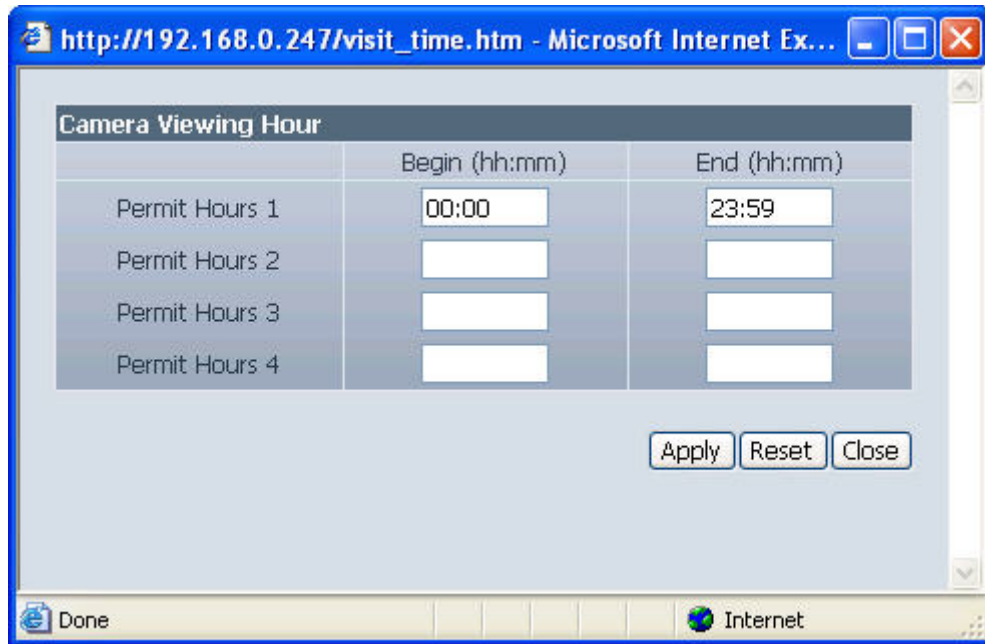 http://192.168.0.247/visit_time.htm - Microsoft Internet Ex...
Camera Viewing Hour
Begin (hh:mm) End (hh:mm)
Permit Hours 1 00:00 23:59
Permit Hours 2
Permit Hours 3
Permit Hours 4
Apply Reset Close
Done Internet